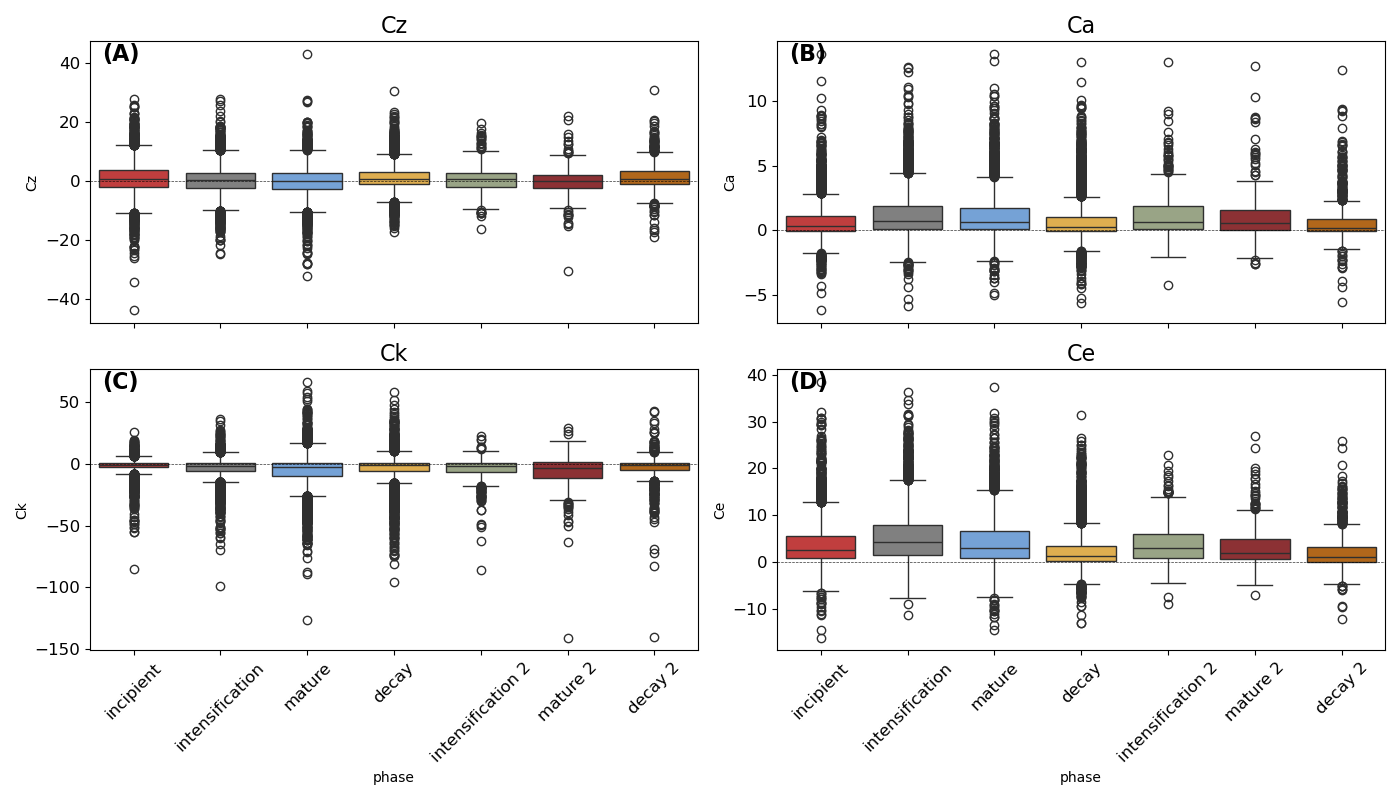 Cz
(A)
Cz
40
20
0
−20
−40
Ca
(B)
Ca
10
5
0
−5
Ck
(C)
Ck
50
0
−50
−100
−150
incipient
intensification
mature
decay
intensification 2
mature 2
decay 2
phase
Ce
(D)
Ce
40
30
20
10
0
−10
incipient
intensification
mature
decay
intensification 2
mature 2
decay 2
phase